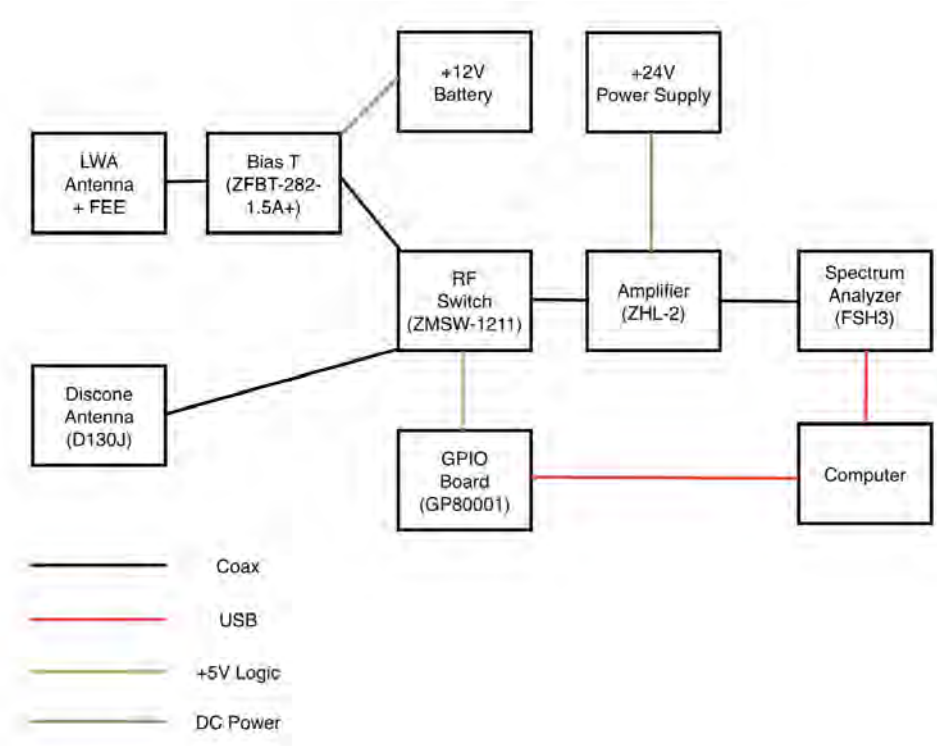 +12V
Battery
+24V
Power Supply
LWA
Antenna
+ FEE
Bias T
(ZFBT-282-
1.5A+)
RF
Switch
(ZMSW-1211)
Amplifier
(ZHL-2)
Spectrum
Analyzer
(FSH3)
Discone
Antenna
(D130J)
GPIO
Board
(GP80001)
Computer
Coax
USB
+5V Logic
DC Power